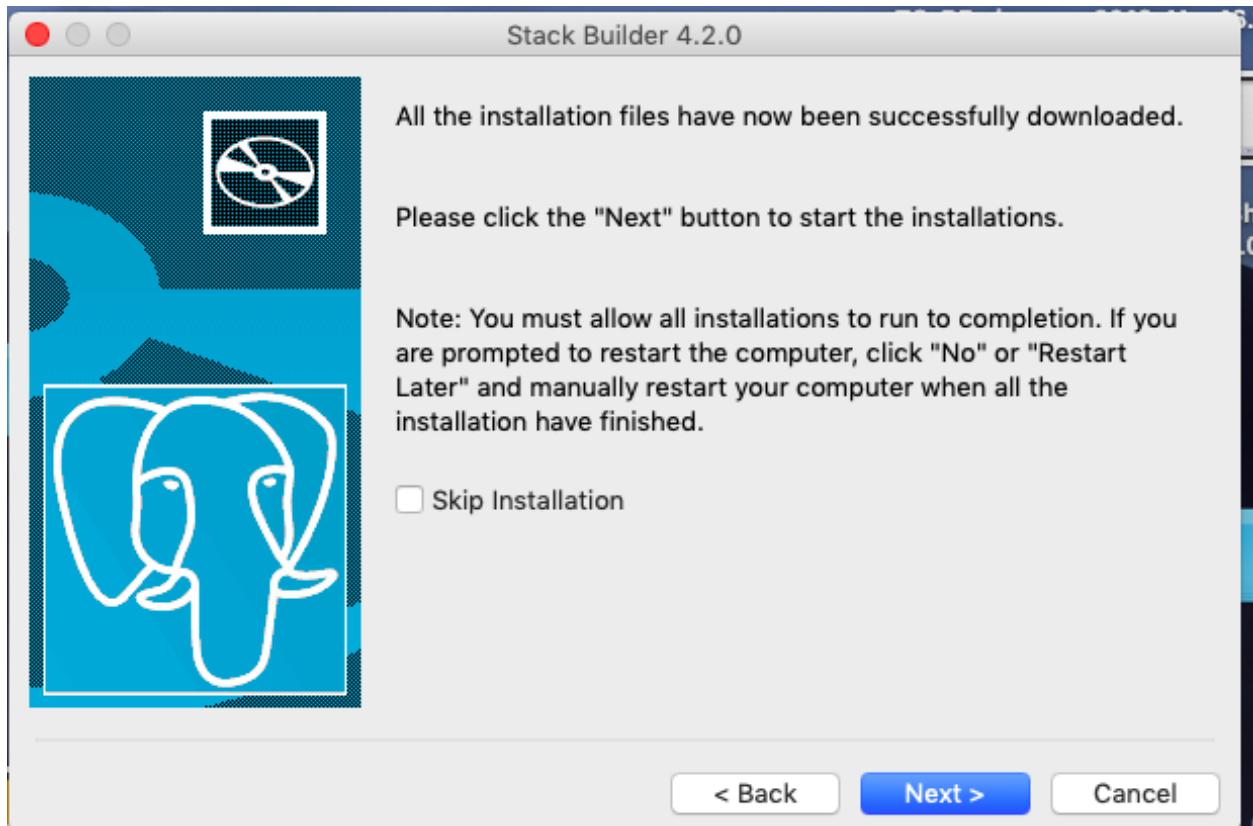 Stack Builder 4.2.0
All the installation files have now been successfully downloaded.
Please click the "Next" button to start the installations.
Note: You must allow all installations to run to completion. If you
are prompted to restart the computer, click "No" or "Restart
Later" and manually restart your computer when all the
installation have finished.
Skip Installation
< Back
Next >
Cancel